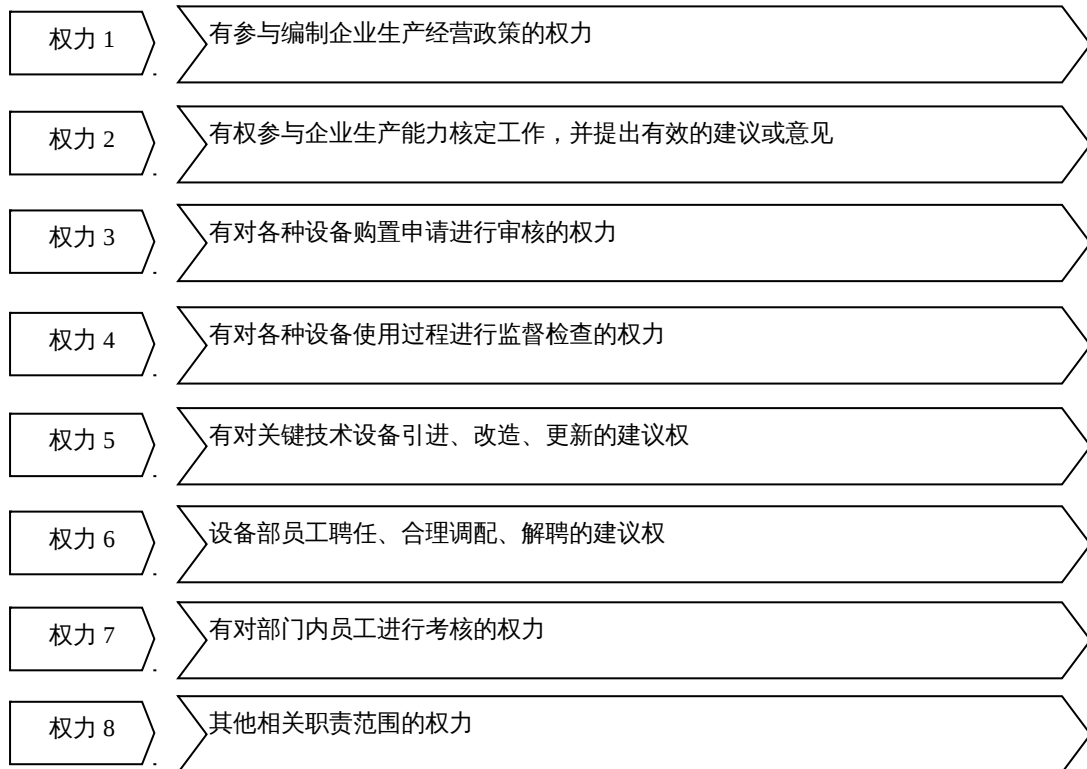 权力 1
有参与编制企业生产经营政策的权力
权力 2
有权参与企业生产能力核定工作，并提出有效的建议或意见
权力 3
有对各种设备购置申请进行审核的权力
权力 4
有对各种设备使用过程进行监督检查的权力
权力 5
有对关键技术设备引进、改造、更新的建议权
权力 6
设备部员工聘任、合理调配、解聘的建议权
权力 7
有对部门内员工进行考核的权力
权力 8
其他相关职责范围的权力